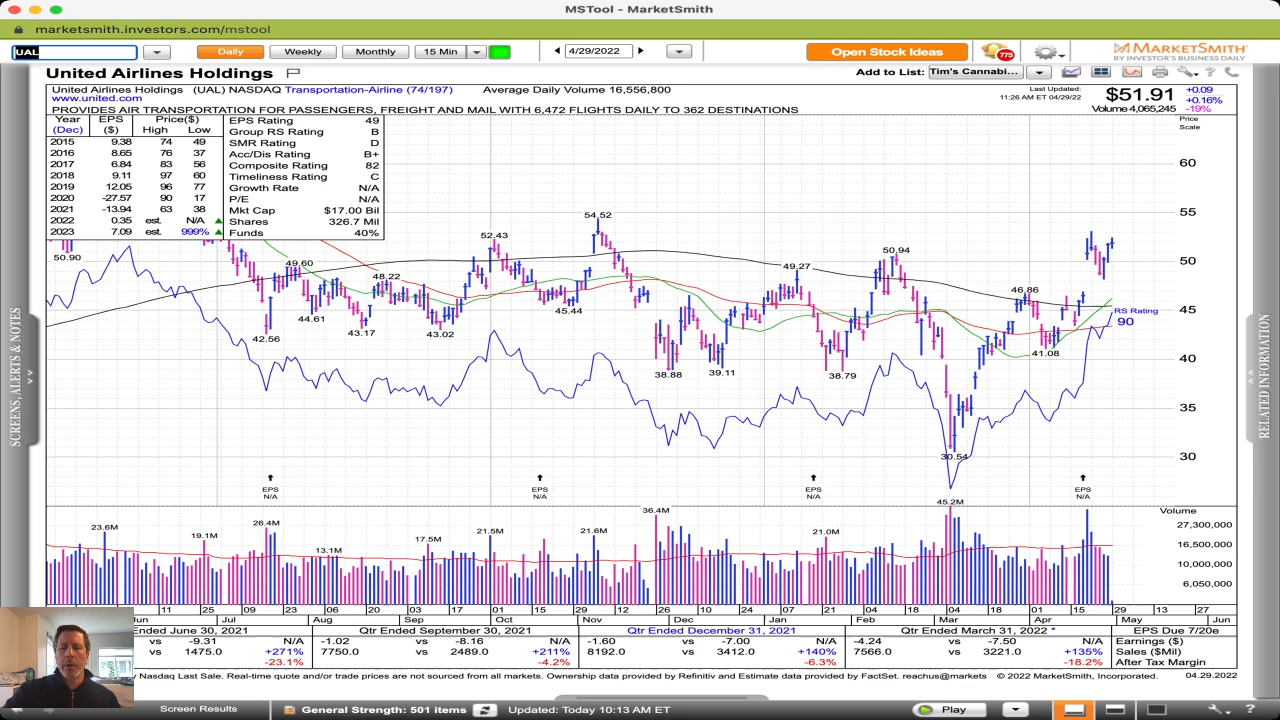 MSTool - MarketSmith
marketsmith.investors.com/mstool
UAL Daily Weekly Monthly 15 Min 4/29/2022 Open Stock Ideas 775 MARKETSMITH
BY INVESTOR'S BUSINESS DAILY
United Airlines Holdings Add to List: Tim's Cannabi...
United Airlines Holdings (UAL) NASDAQ Transportation-Airline (74/197) Average Daily Volume 16,556,800
www.united.com
PROVIDES AIR TRANSPORTATION FOR PASSENGER, FREIGHT AND MAIL WITH 6,472 FLIGHTS DAILY TO 362 DESTINATIONS
Last Updated:
11:26 AM ET 04/29/22
$51.91 +0.09
+0.16%
Volume 4,065,245 -19%
Year EPS Price($)
(Dec) ($) High Low
2015 9.38 74 49
2016 8.65 76 37
2017 6.84 83 56
2018 9.11 97 60
2019 12.05 96 77
2020 -27.57 90 17
2021 -13.94 63 38
2022 0.35 est. N/A
2023 7.09 est. 999%
EPS Rating 49
Group RS Rating B
SMR Rating D
Acc/Dis Rating B+
Composite Rating 82
Timeliness Rating C
Growth Rate N/A
P/E N/A
Mkt Cap $17.00 Bil
Shares 326.7 Mil
Funds 40%
Price
Scale
60
55
50
45
40
35
30
54.52
52.43
50.90
49.60
48.22
49.27
50.94
46.86
44.61
42.56
43.17
43.02
45.44
38.88
39.11
38.79
41.08
30.54
RS Rating
90
EPS EPS EPS EPS
N/A N/A N/A N/A
45.2M
36.4M
23.6M 26.4M 21.5M 21.6M 21.0M
19.1M 13.1M 17.5M
Volume
27,300,000
16,500,000
10,000,000
6,050,000
11 25 09 23 06 20 03 17 01 15 29 12 26 10 24 07 21 04 18 04 18 01 15 29 13 27
Jun Jul Aug Sep Oct Nov Dec Jan Feb Mar Apr May Jun
Ended June 30, 2021 * Qtr Ended September 30, 2021 Qtr Ended December 31, 2021 Qtr Ended March 31, 2022 * EPS Due 7/20e
vs -9.31 N/A -1.02 vs -8.16 N/A -1.60 vs -7.00 N/A -4.24 vs -7.50 N/A Earnings ($)
vs 1475.0 +271% 7750.0 vs 2489.0 +211% 8192.0 vs 3412.0 +140% 7566.0 vs 3221.0 +135% Sales ($Mil)
-23.1% -4.2% -6.3% -18.2% After Tax Margin
Nasdaq Last Sale. Real-time quote and/or trade prices are not sourced from all markets. Ownership data provided by Refinitiv and Estimate data provided by FactSet. reachus@markets © 2022 MarketSmith, Incorporated. 04.29.2022
SCREENS, ALERTS & NOTES
RELATED INFORMATION
Screen Results General Strength: 501 items Updated: Today 10:13 AM ET Play